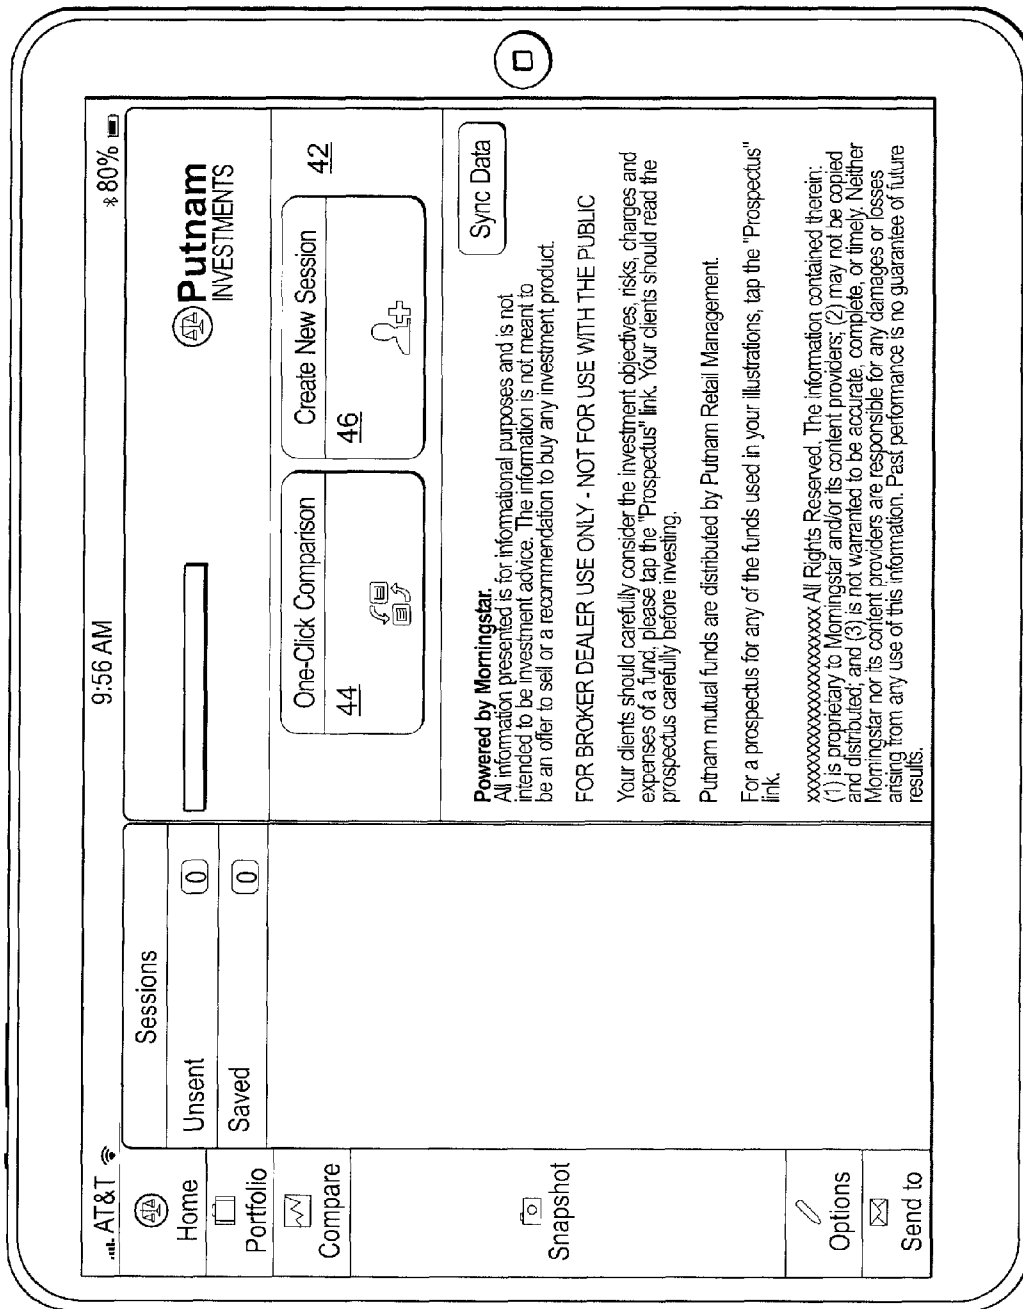 AT&T
9:56 AM
80%
Home
Portfolio
Compare
Snapshot
Options
Send to
Sessions
Unsent 0
Saved 0
Putnam
INVESTMENTS
One-Click Comparison
44
Create New Session
46
42
Sync Data
Powered by Morningstar.
All information presented is for informational purposes and is not
intended to be investment advice. The information is not meant to
be an offer to sell or a recommendation to buy any investment product.
FOR BROKER DEALER USE ONLY - NOT FOR USE WITH THE PUBLIC
Your clients should carefully consider the investment objectives, risks, charges and
expenses of a fund, please tap the "Prospectus" link. Your clients should read the
prospectus carefully before investing.
Putnam mutual funds are distributed by Putnam Retail Management.
For a prospectus for any of the funds used in your illustrations, tap the "Prospectus"
link.
xxxxxxxxxxxxxxxxxxxxxxx All Rights Reserved. The information contained therein:
(1) is proprietary to Morningstar and/or its content providers; (2) may not be copied
and distributed; and (3) is not warranted to be accurate, complete, or timely. Neither
Morningstar nor its content providers are responsible for any damages or losses
arising from any use of this information. Past performance is no guarantee of future
results.